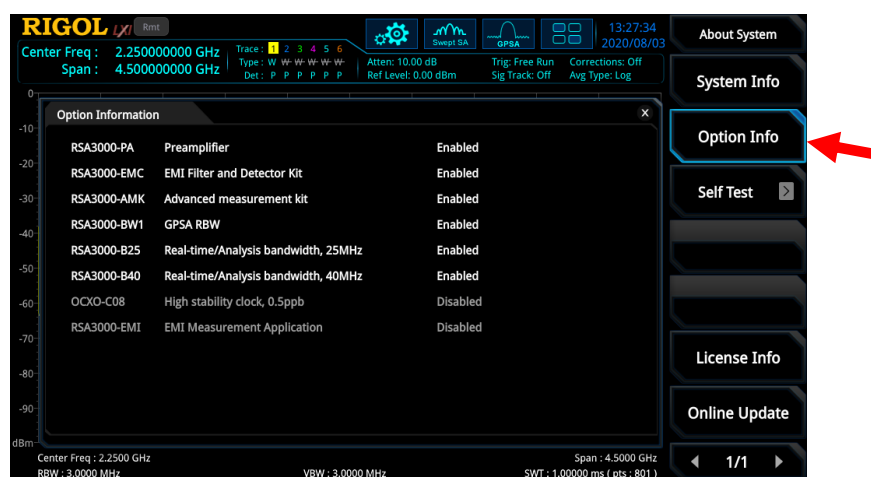 RIGOL LXI Rmt
Swept SA GPSA
13:27:34
2020/08/03
Center Freq : 2.250000000 GHz
Span : 4.500000000 GHz
Trace : 1 2 3 4 5 6
Type : W W W W W W
Det : P P P P P P
Atten: 10.00 dB
Ref Level: 0.00 dBm
Trig: Free Run
Sig Track: Off
Corrections: Off
Avg Type: Log
0
-10
-20
-30
-40
-50
-60
-70
-80
-90
dBm
Option Information x
RSA3000-PA Preamplifier Enabled
RSA3000-EMC EMI Filter and Detector Kit Enabled
RSA3000-AMK Advanced measurement kit Enabled
RSA3000-BW1 GPSA RBW Enabled
RSA3000-B25 Real-time/Analysis bandwidth, 25MHz Enabled
RSA3000-B40 Real-time/Analysis bandwidth, 40MHz Enabled
OCXO-C08 High stability clock, 0.5ppb Disabled
RSA3000-EMI EMI Measurement Application Disabled
Center Freq : 2.2500 GHz Span : 4.5000 GHz
RBW : 3.0000 MHz VBW : 3.0000 MHz SWT : 1.00000 ms ( pts : 801 )
About System
System Info
Option Info
Self Test >
License Info
Online Update
1/1